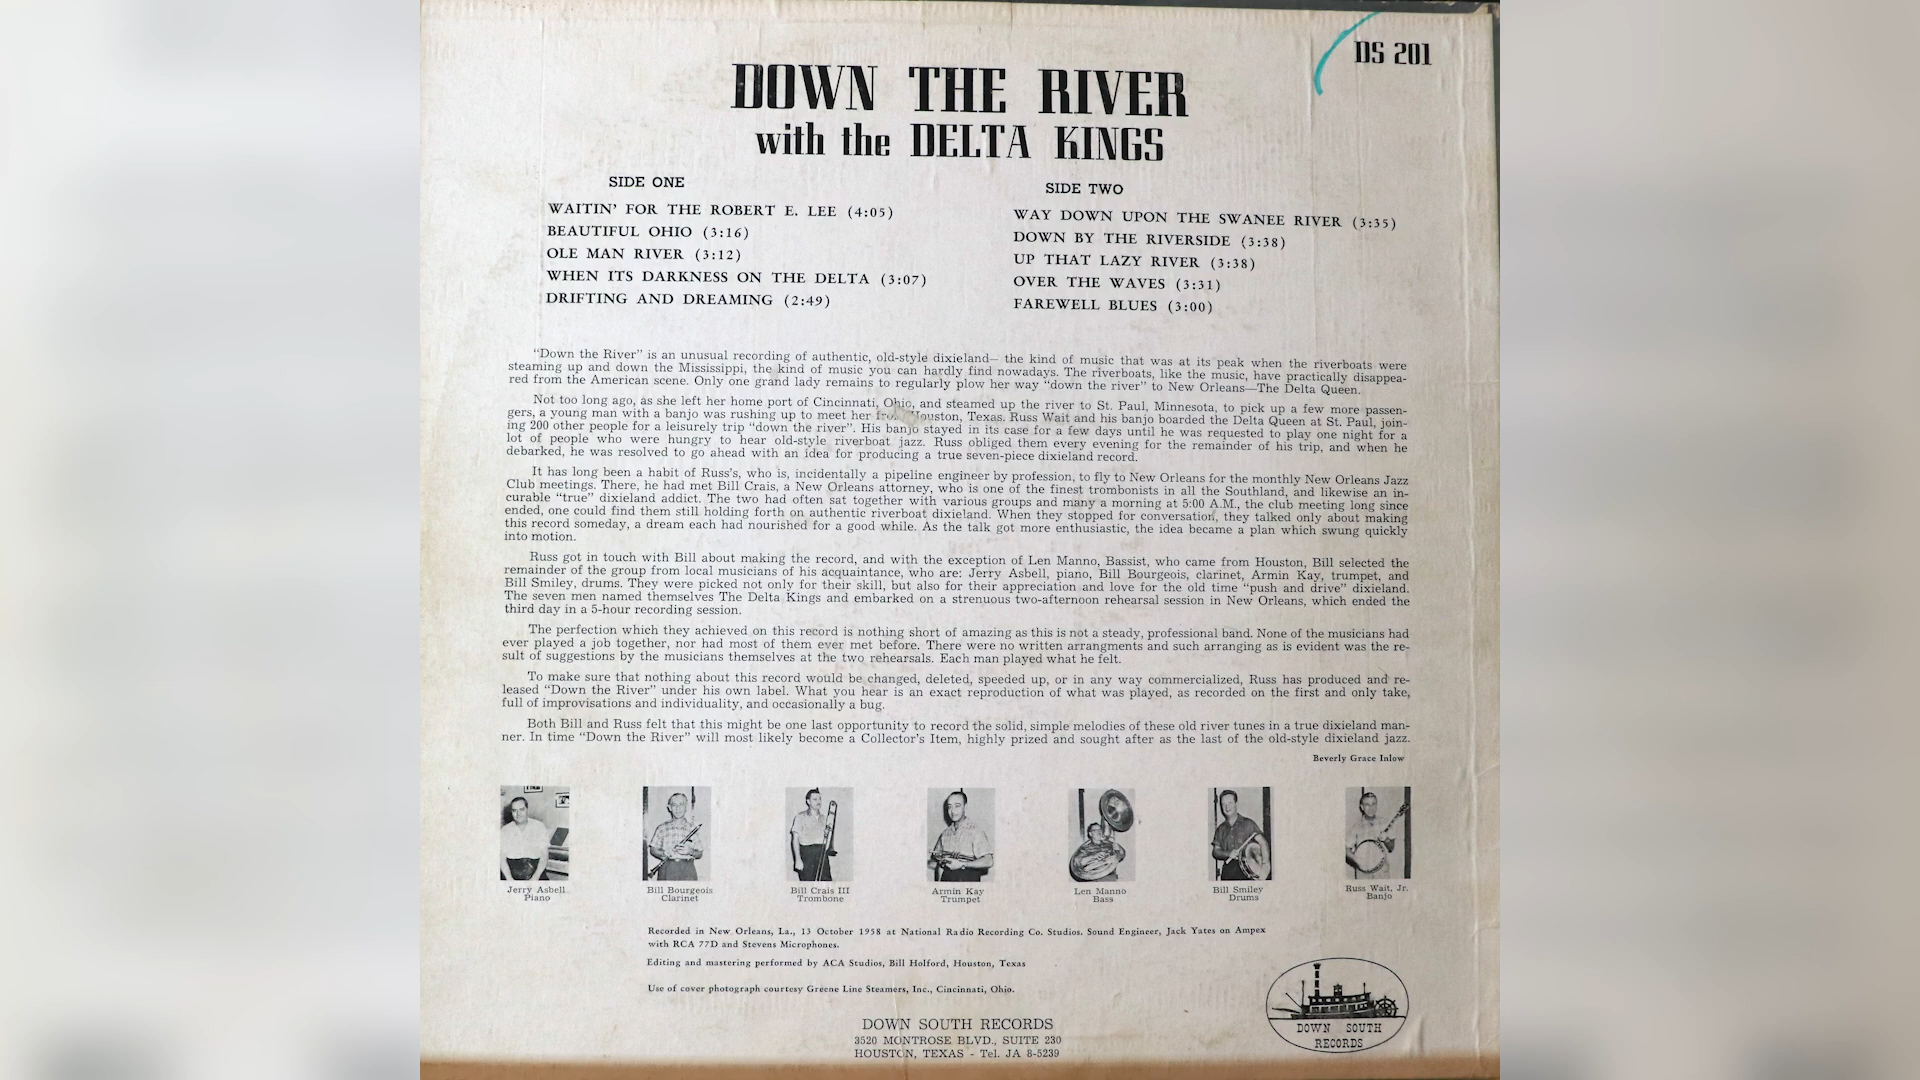 DS 201
DOWN THE RIVER
with the DELTA KINGS
SIDE ONE
WAITIN' FOR THE ROBERT E. LEE (4:05)
BEAUTIFUL OHIO (3:16)
OLE MAN RIVER (3:12)
WHEN ITS DARKNESS ON THE DELTA (3:07)
DRIFTING AND DREAMING (2:49)
SIDE TWO
WAY DOWN UPON THE SWANEE RIVER (3:35)
DOWN BY THE RIVERSIDE (3:38)
UP THAT LAZY RIVER (3:38)
OVER THE WAVES (3:31)
FAREWELL BLUES (3:00)
"Down the River" is an unusual recording of authentic, old-style dixieland— the kind of music that was at its peak when the riverboats were
steaming up and down the Mississippi, the kind of music you can hardly find nowadays. The riverboats, like the music, have practically disappea-
red from the American scene. Only one grand lady remains to regularly plow her way "down the river" to New Orleans—The Delta Queen.
Not too long ago, as she left her home port of Cincinnati, Ohio, and steamed up the river to St. Paul, Minnesota, to pick up a few more passen-
gers, a young man with a banjo was rushing up to meet her Houston, Texas. Russ Wait and his banjo boarded the Delta Queen at St. Paul, join-
ing 200 other people for a leisurely trip "down the river". His banjo stayed in its case for a few days until he was requested to play one night for a
lot of people who were hungry to hear old-style riverboat jazz. Russ obliged them every evening for the remainder of his trip, and when he
debarked, he was resolved to go ahead with an idea for producing a true seven-piece dixieland record.
It has long been a habit of Russ's, who is, incidentally a pipeline engineer by profession, to fly to New Orleans for the monthly New Orleans Jazz
Club meetings. There, he had met Bill Crais, a New Orleans attorney, who is one of the finest trombonists in all the Southland, and likewise an in-
curable "true" dixieland addict. The two had often sat together with various groups and many a morning at 5:00 A.M., the club meeting long since
ended, one could find them still holding forth on authentic riverboat dixieland. When they stopped for conversation, they talked only about making
this record someday, a dream each had nourished for a good while. As the talk got more enthusiastic, the idea became a plan which swung quickly
into motion.
Russ got in touch with Bill about making the record, and with the exception of Len Manno, Bassist, who came from Houston, Bill selected the
remainder of the group from local musicians of his acquaintance, who are: Jerry Asbell, piano, Bill Bourgeois, clarinet, Armin Kay, trumpet, and
Bill Smiley, drums. They were picked not only for their skill, but also for their appreciation and love for the old time "push and drive" dixieland.
The seven men named themselves The Delta Kings and embarked on a strenuous two-afternoon rehearsal session in New Orleans, which ended the
third day in a 5-hour recording session.
The perfection which they achieved on this record is nothing short of amazing as this is not a steady, professional band. None of the musicians had
ever played a job together, nor had most of them ever met before. There were no written arrangments and such arranging as is evident was the re-
sult of suggestions by the musicians themselves at the two rehearsals. Each man played what he felt.
To make sure that nothing about this record would be changed, deleted, speeded up, or in any way commercialized, Russ has produced and re-
leased "Down the River" under his own label. What you hear is an exact reproduction of what was played, as recorded on the first and only take,
full of improvisations and individuality, and occasionally a bug.
Both Bill and Russ felt that this might be one last opportunity to record the solid, simple melodies of these old river tunes in a true dixieland man-
ner. In time "Down the River" will most likely become a Collector's Item, highly prized and sought after as the last of the old-style dixieland jazz.
Beverly Grace Inlow
Jerry Asbell
Piano
Bill Bourgeois
Clarinet
Bill Crais III
Trombone
Armin Kay
Trumpet
Len Manno
Bass
Bill Smiley
Drums
Russ Wait, Jr.
Banjo
Recorded in New Orleans, La., 13 October 1958 at National Radio Recording Co. Studios. Sound Engineer, Jack Yates on Ampex
with RCA 77D and Stevens Microphones.
Editing and mastering performed by ACA Studios, Bill Holford, Houston, Texas
Use of cover photograph courtesy Greene Line Steamers, Inc., Cincinnati, Ohio.
DOWN SOUTH RECORDS
3520 MONTROSE BLVD., SUITE 230
HOUSTON, TEXAS - Tel. JA 8-5239
DOWN SOUTH
RECORDS